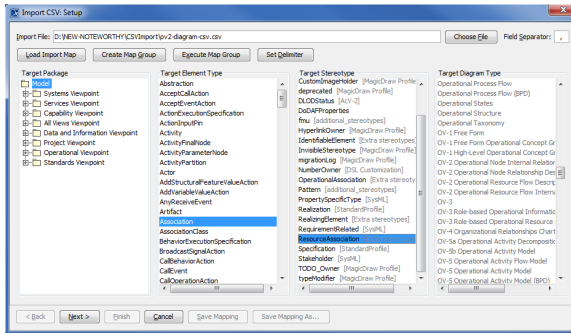 Import CSV: Setup
Import File: D:\NEW-NOTEWORTHY\CSVImport\pv2-diagram-csv.csv
Choose File
Field Separator: ,
Load Import Map
Create Map Group
Execute Map Group
Set Delimiter
Target Package
Model
Systems Viewpoint
Services Viewpoint
Capability Viewpoint
All Views Viewpoint
Data and Information Viewpoint
Project Viewpoint
Operational Viewpoint
Standards Viewpoint
Target Element Type
Abstraction
AcceptCallAction
AcceptEventAction
ActionExecutionSpecification
ActionInputPin
Activity
ActivityFinalNode
ActivityParameterNode
ActivityPartition
Actor
AddStructuralFeatureValueAction
AddVariableValueAction
AnyReceiveEvent
Artifact
Association
AssociationClass
BehaviorExecutionSpecification
BroadcastSignalAction
CallBehaviorAction
CallEvent
CallOperationAction
Target Stereotype
CustomImageHolder [MagicDraw Profile]
deprecated [MagicDraw Profile]
DLODStatus [AcV-2]
DoDAFProperties
fmu [additional_stereotypes]
HyperlinkOwner [MagicDraw Profile]
IdentifiableElement [Extra stereotypes]
InvisibleStereotype [MagicDraw Profile]
migrationLog [MagicDraw Profile]
NumberOwner [DSL Customization]
OperationalAssociation [Extra stereoty
Pattern [additional_stereotypes]
PropertySpecificType [SysML]
Realization [StandardProfile]
RealizingElement [Extra stereotypes]
RequirementRelated [SysML]
ResourceAssociation
Specification [StandardProfile]
Stakeholder [SysML]
TODO_Owner [MagicDraw Profile]
typeModifier [MagicDraw Profile]
Target Diagram Type
Operational Process Flow
Operational Process Flow (BPD)
Operational States
Operational Structure
Operational Taxonomy
OV-1 Free Form
OV-1 Free Form Operational Concept Gr
OV-1 High-Level Operational Concept Gr
OV-2 Operational Node Internal Relation
OV-2 Operational Node Relationship Des
OV-2 Operational Resource Flow Descrip
OV-2 Operational Resource Flow Interna
OV-3
OV-3 Role-based Operational Informatic
OV-3 Role-based Operational Resource
OV-4 Organizational Relationships Chart
OV-5a Operational Activity Decompositio
OV-5b Operational Activity Model
OV-5 Operational Activity Flow Model
OV-5 Operational Activity Model
OV-5 Operational Activity Model (BPD)
< Back
Next >
Finish
Cancel
Save Mapping
Save Mapping As...